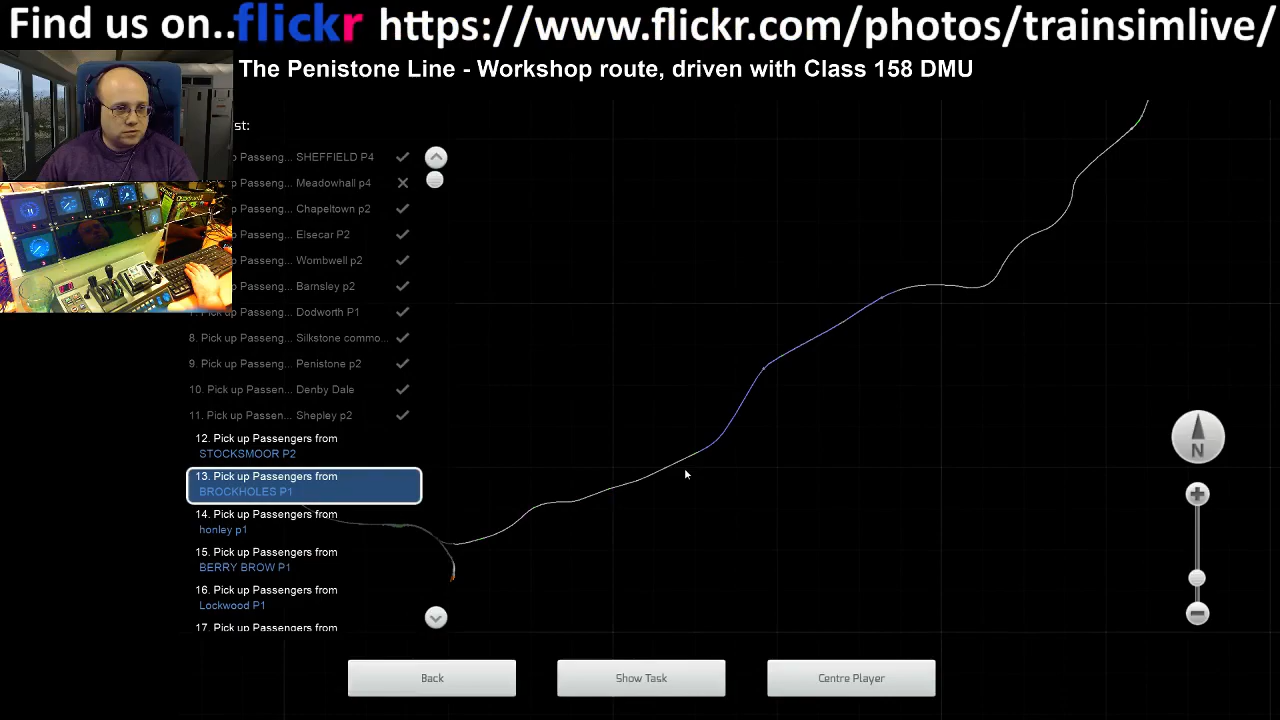 Find us on..flickr https://www.flickr.com/photos/trainsimlive/
The Penistone Line - Workshop route, driven with Class 158 DMU
st:
p Passeng... SHEFFIELD P4
p Passeng... Meadowhall p4
p Passeng... Chapeltown p2
p Passeng... Elsecar P2
p Passeng... Wombwell p2
p Passeng... Barnsley p2
p Passeng... Dodworth P1
8. Pick up Passeng... Silkstone commo...
9. Pick up Passeng... Penistone p2
10. Pick up Passen... Denby Dale
11. Pick up Passen... Shepley p2
12. Pick up Passengers from
STOCKSMOOR P2
13. Pick up Passengers from
BROCKHOLES P1
14. Pick up Passengers from
honley p1
15. Pick up Passengers from
BERRY BROW P1
16. Pick up Passengers from
Lockwood P1
17. Pick up Passengers from
N
Back
Show Task
Centre Player